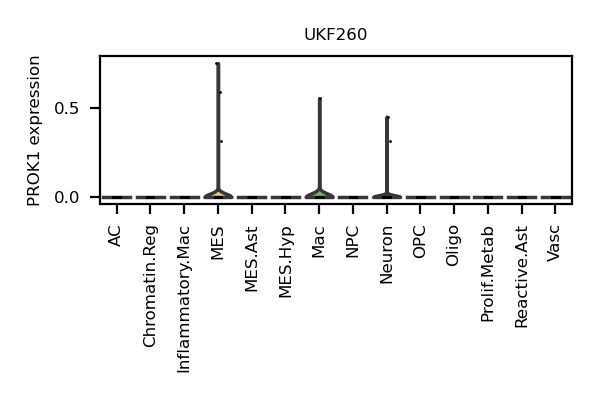 UKF260
PROK1 expression
0.5
0.0
AC
Chromatin.Reg
Inflammatory.Mac
MES
MES.Ast
MES.Hyp
Mac
NPC
Neuron
OPC
Oligo
Prolif.Metab
Reactive.Ast
Vasc